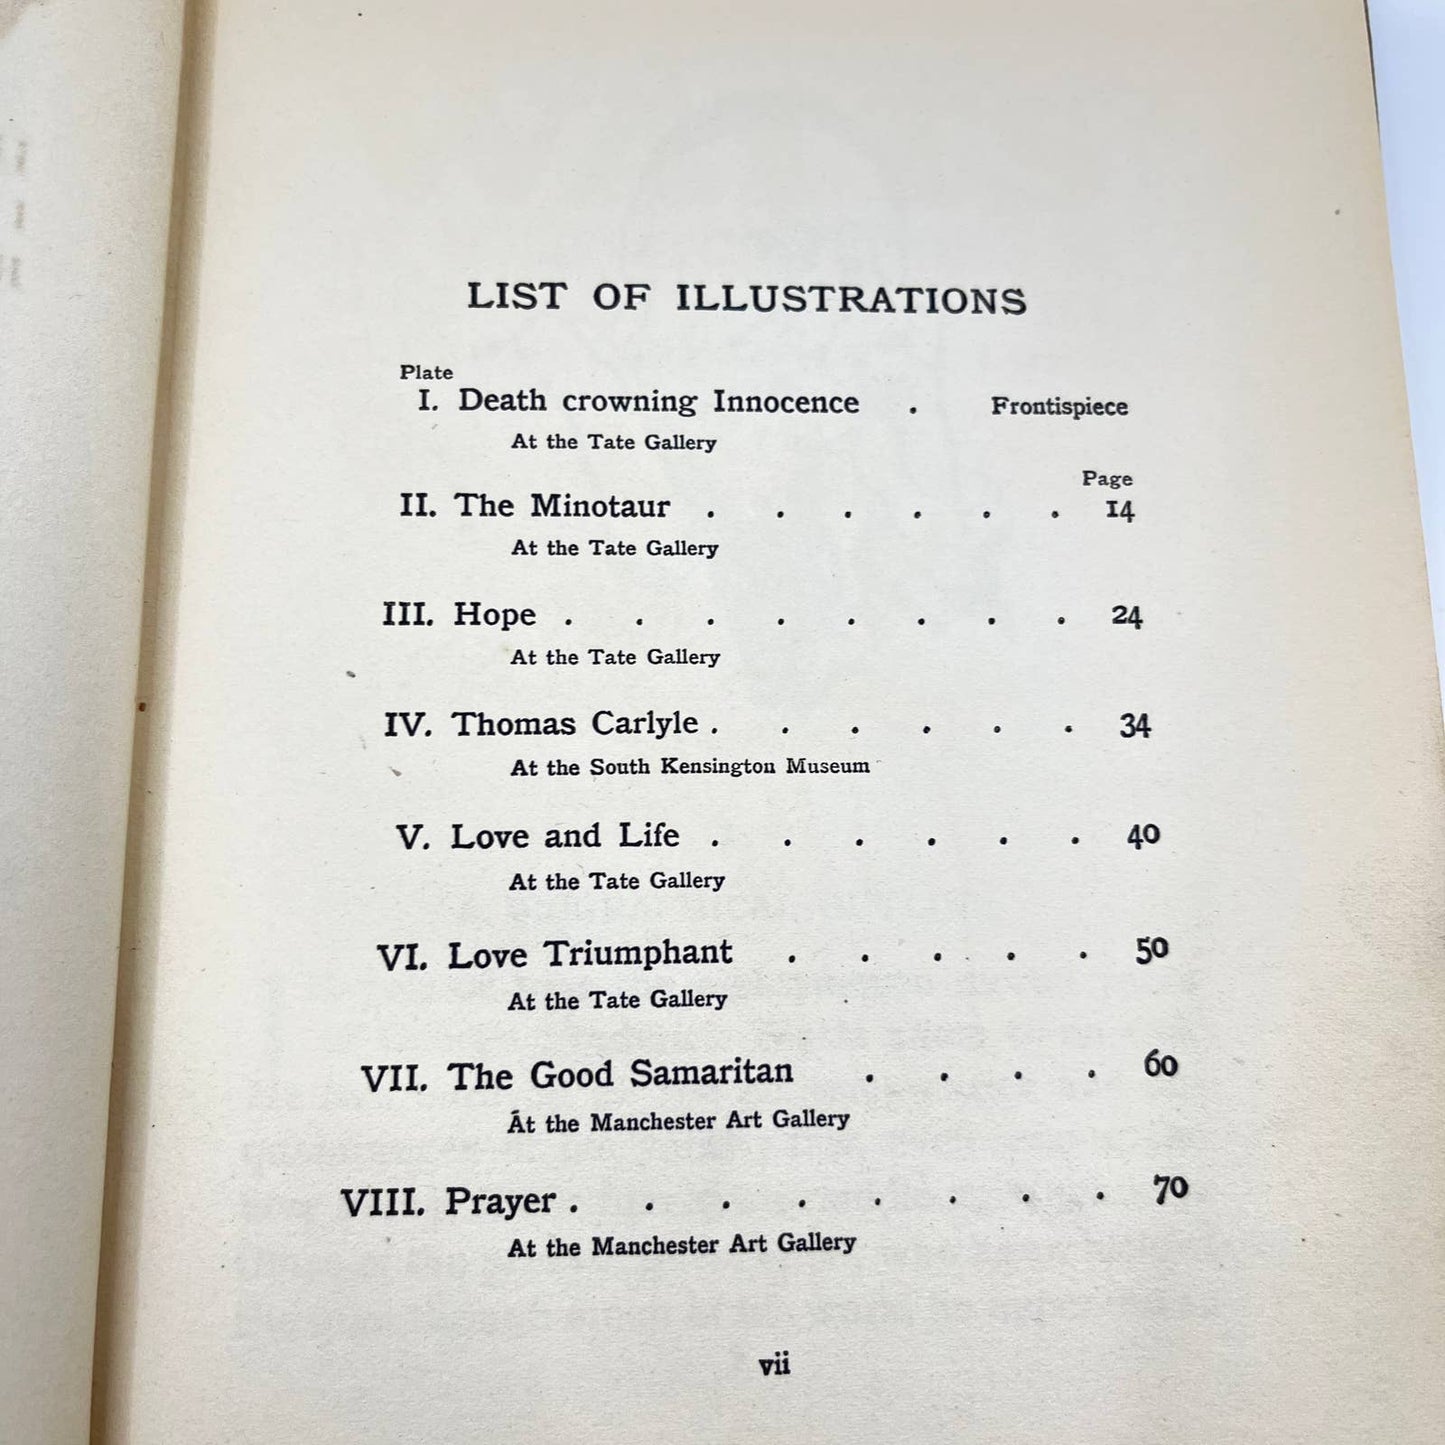 LIST OF ILLUSTRATIONS
Plate
I. Death crowning Innocence . Frontispiece
At the Tate Gallery
Page
II. The Minotaur . . . . . . 14
At the Tate Gallery
III. Hope . . . . . . . . 24
At the Tate Gallery
IV. Thomas Carlyle . . . . . . 34
At the South Kensington Museum
V. Love and Life . . . . . . 40
At the Tate Gallery
VI. Love Triumphant . . . . . 50
At the Tate Gallery
VII. The Good Samaritan . . . . 60
At the Manchester Art Gallery
VIII. Prayer . . . . . . . . 70
At the Manchester Art Gallery
vii